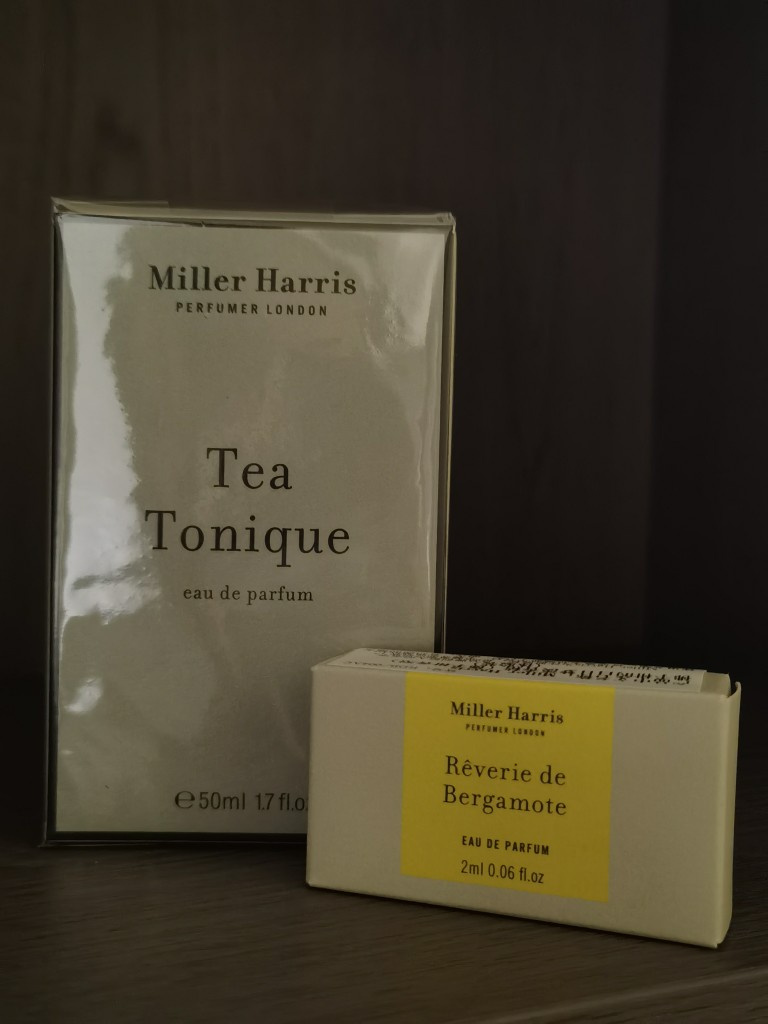 Miller Harris
PERFUMER LONDON
Tea
Tonique
eau de parfum
℮50ml 1.7 fl.o
Miller Harris
PERFUMER LONDON
Rêverie de
Bergamote
EAU DE PARFUM
2ml 0.06 fl.oz